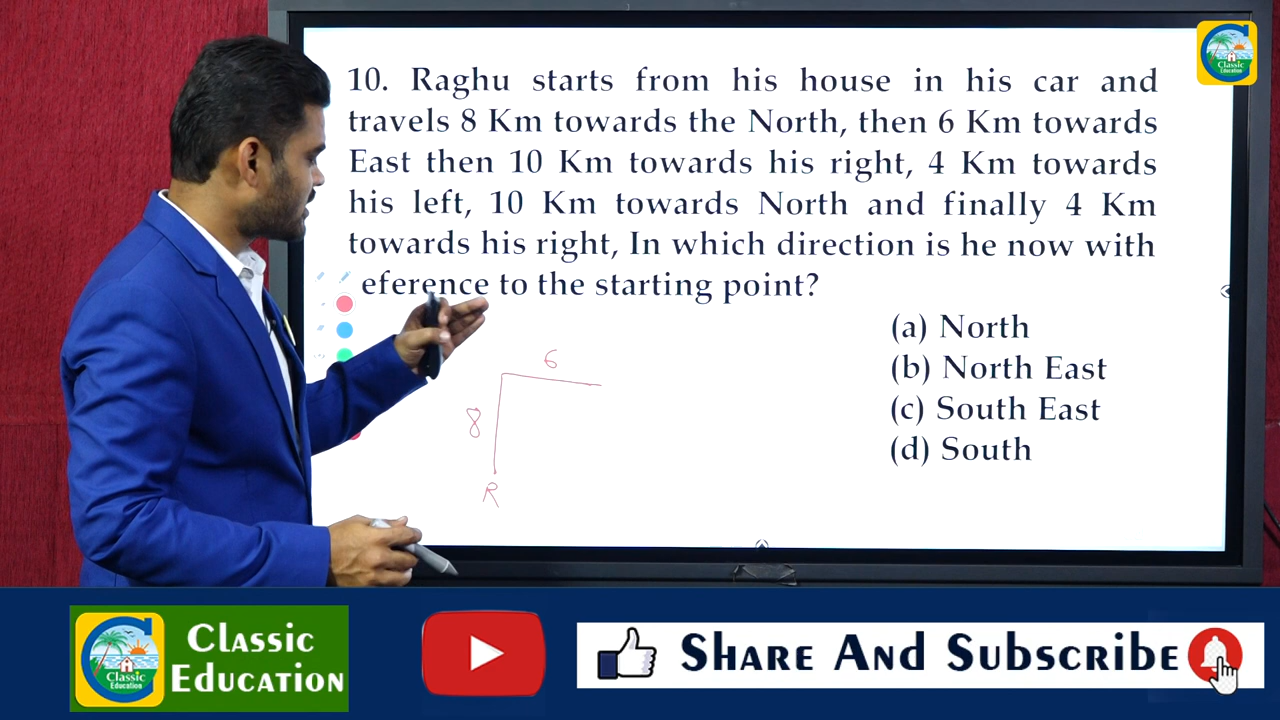 10. Raghu starts from his house in his car and
travels 8 Km towards the North, then 6 Km towards
East then 10 Km towards his right, 4 Km towards
his left, 10 Km towards North and finally 4 Km
towards his right, In which direction is he now with
eference to the starting point?
(a) North
(b) North East
(c) South East
(d) South
6
8
R
Classic
Education
Classic
Education
Classic
Education
Share And Subscribe